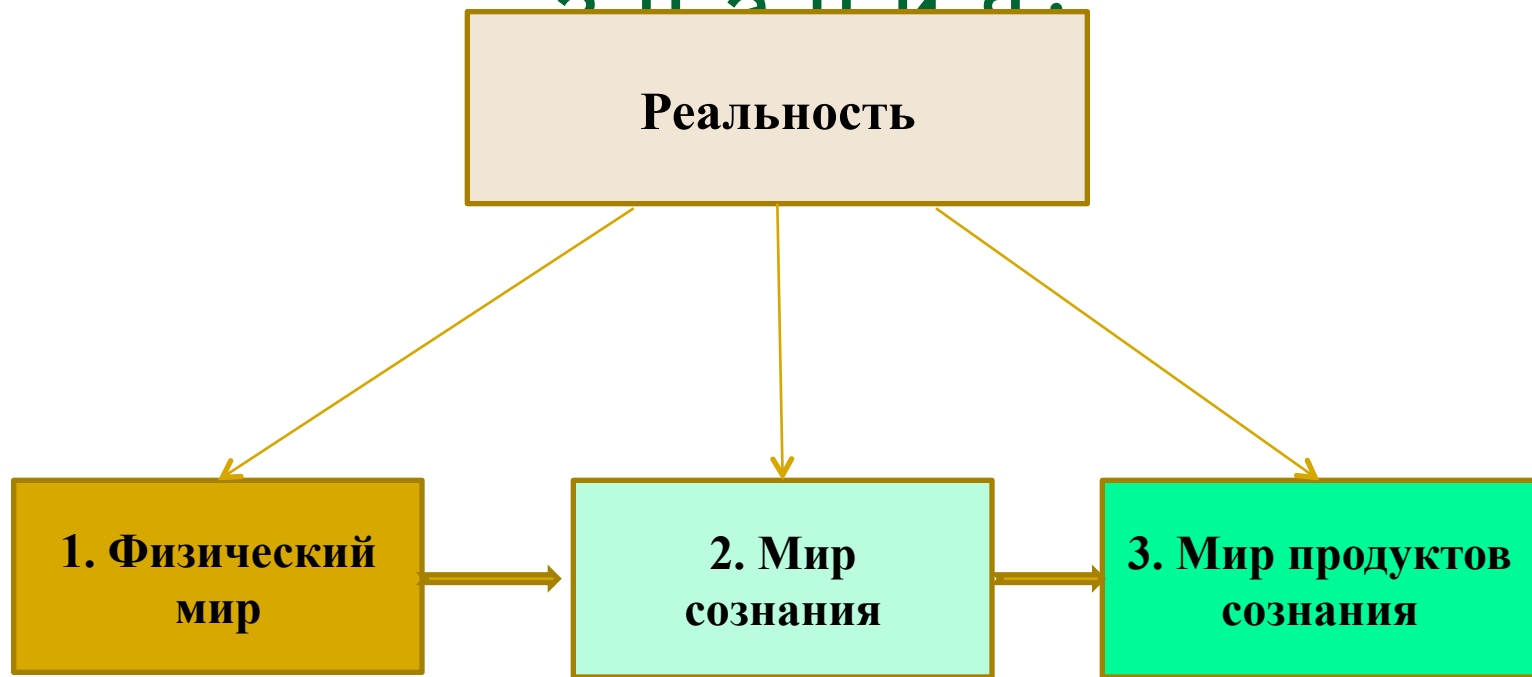 Реальность
1. Физический
мир
2. Мир
сознания
3. Мир продуктов
сознания